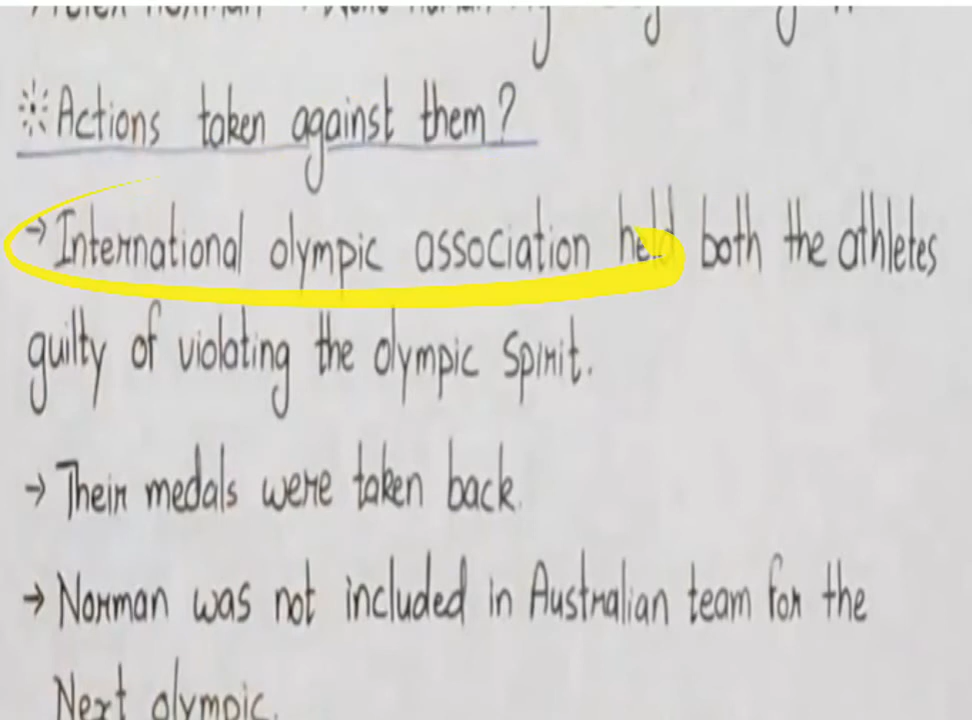 Actions taken against them?
→ International olympic association held both the athletes
guilty of violating the olympic Spirit.
→ Their medals were taken back.
→ Norman was not included in Australian team for the
Next olympic.